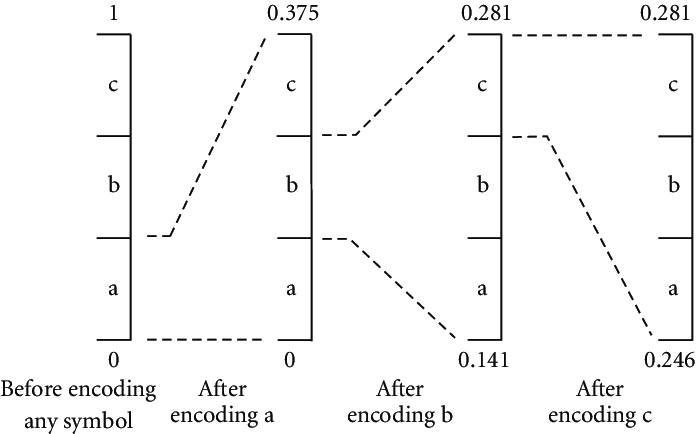 1 0.375 0.281 0.281
c c c c
b b b b
a a a a
0 0 0.141 0.246
Before encoding After After After
any symbol encoding a encoding b encoding c